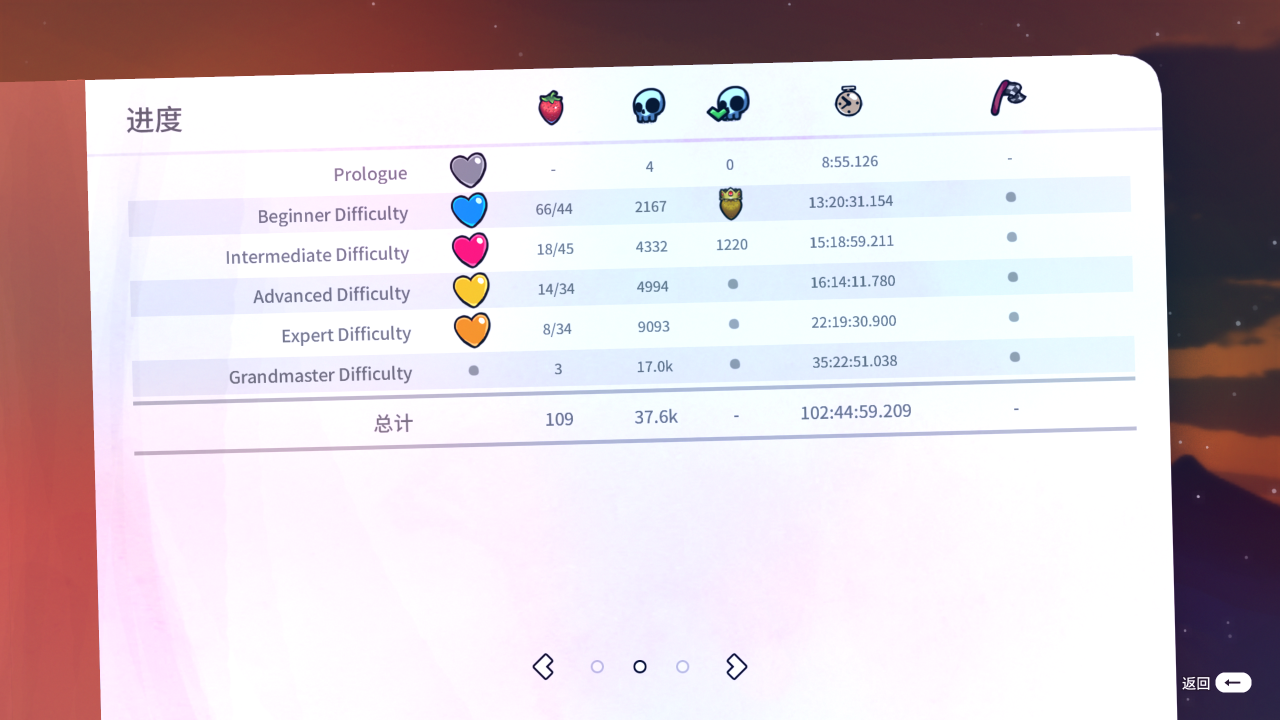 进度
Prologue - 4 0 8:55.126 -
Beginner Difficulty 66/44 2167 13:20:31.154
Intermediate Difficulty 18/45 4332 1220 15:18:59.211
Advanced Difficulty 14/34 4994 16:14:11.780
Expert Difficulty 8/34 9093 22:19:30.900
Grandmaster Difficulty 3 17.0k 35:22:51.038
总计 109 37.6k - 102:44:59.209 -
返回